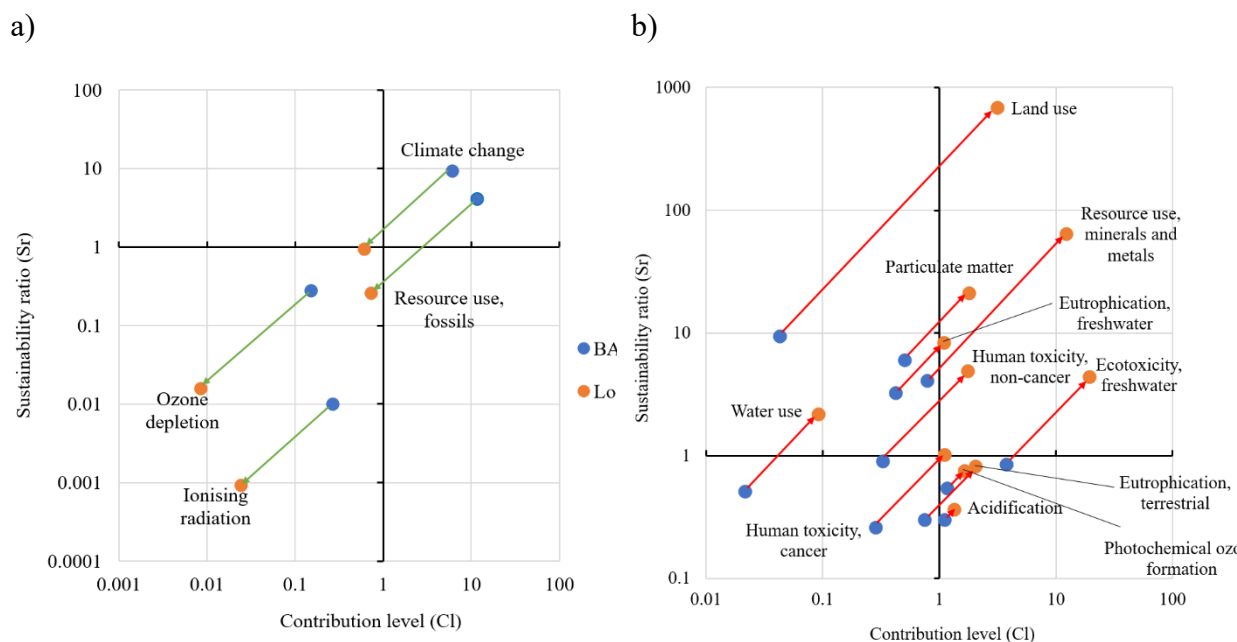 a)
b)
100
10
1
0.1
0.01
0.001
0.0001
0.001
0.01
0.1
1
10
100
Sustainability ratio (Sr)
Contribution level (Cl)
Climate change
Resource use,
fossils
Ozone
depletion
Ionising
radiation
BA
Lo
1000
100
10
1
0.1
0.01
0.1
1
10
100
Sustainability ratio (Sr)
Contribution level (Cl)
Land use
Resource use,
minerals and
metals
Particulate matter
Eutrophication,
freshwater
Human toxicity,
non-cancer
Ecotoxicity,
freshwater
Water use
Eutrophication,
terrestrial
Acidification
Human toxicity,
cancer
Photochemical ozo
formation